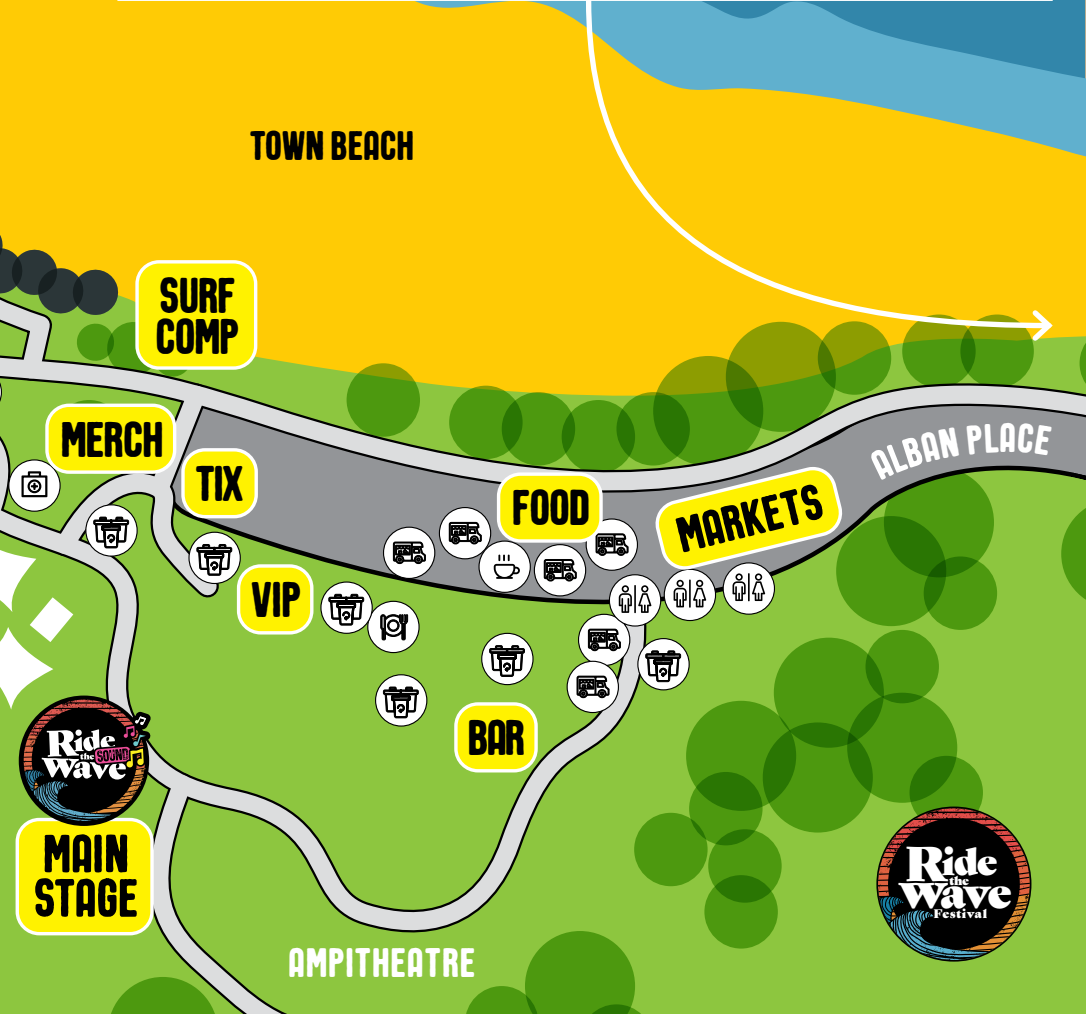 TOWN BEACH
SURF
COMP
MERCH
TIX
ALBAN PLACE
FOOD
MARKETS
VIP
BAR
Ride
the SOUND
Wave
MAIN
STAGE
Ride
the
Wave
Festival
AMPITHEATRE